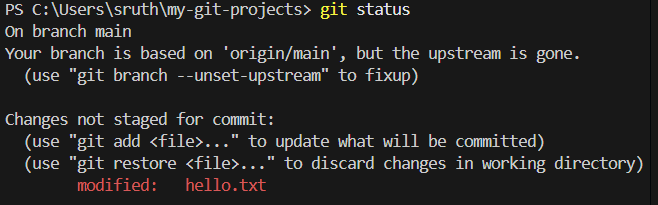 PS C:\Users\sruth\my-git-projects> git status
On branch main
Your branch is based on 'origin/main', but the upstream is gone.
  (use "git branch --unset-upstream" to fixup)

Changes not staged for commit:
  (use "git add <file>..." to update what will be committed)
  (use "git restore <file>..." to discard changes in working directory)
        modified:   hello.txt